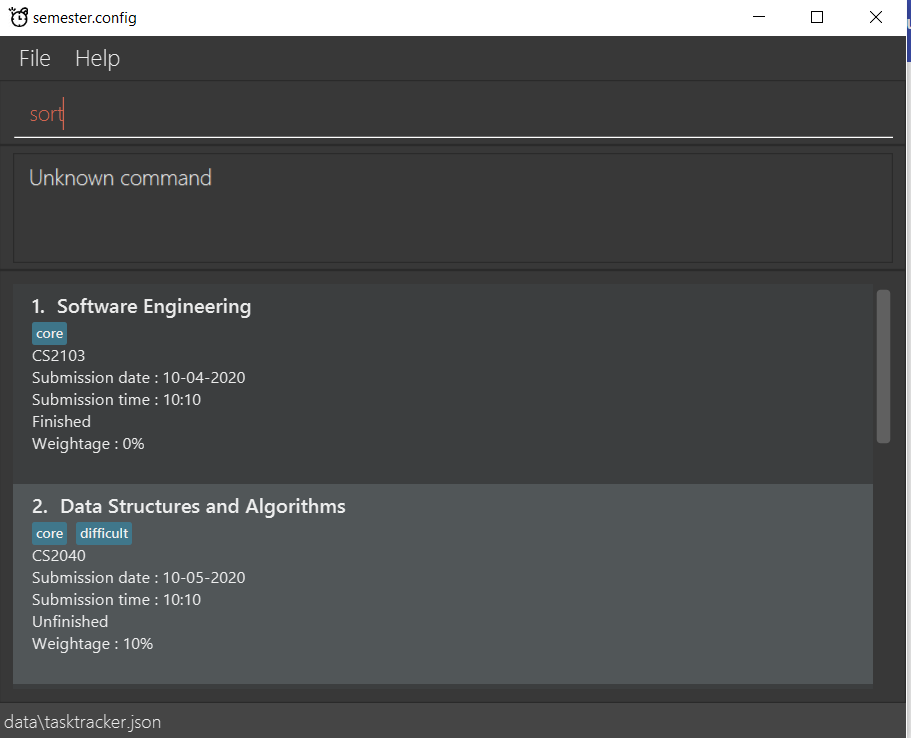 semester.config
File Help
sort
Unknown command
1. Software Engineering
core
CS2103
Submission date : 10-04-2020
Submission time : 10:10
Finished
Weightage : 0%
2. Data Structures and Algorithms
core difficult
CS2040
Submission date : 10-05-2020
Submission time : 10:10
Unfinished
Weightage : 10%
data\tasktracker.json